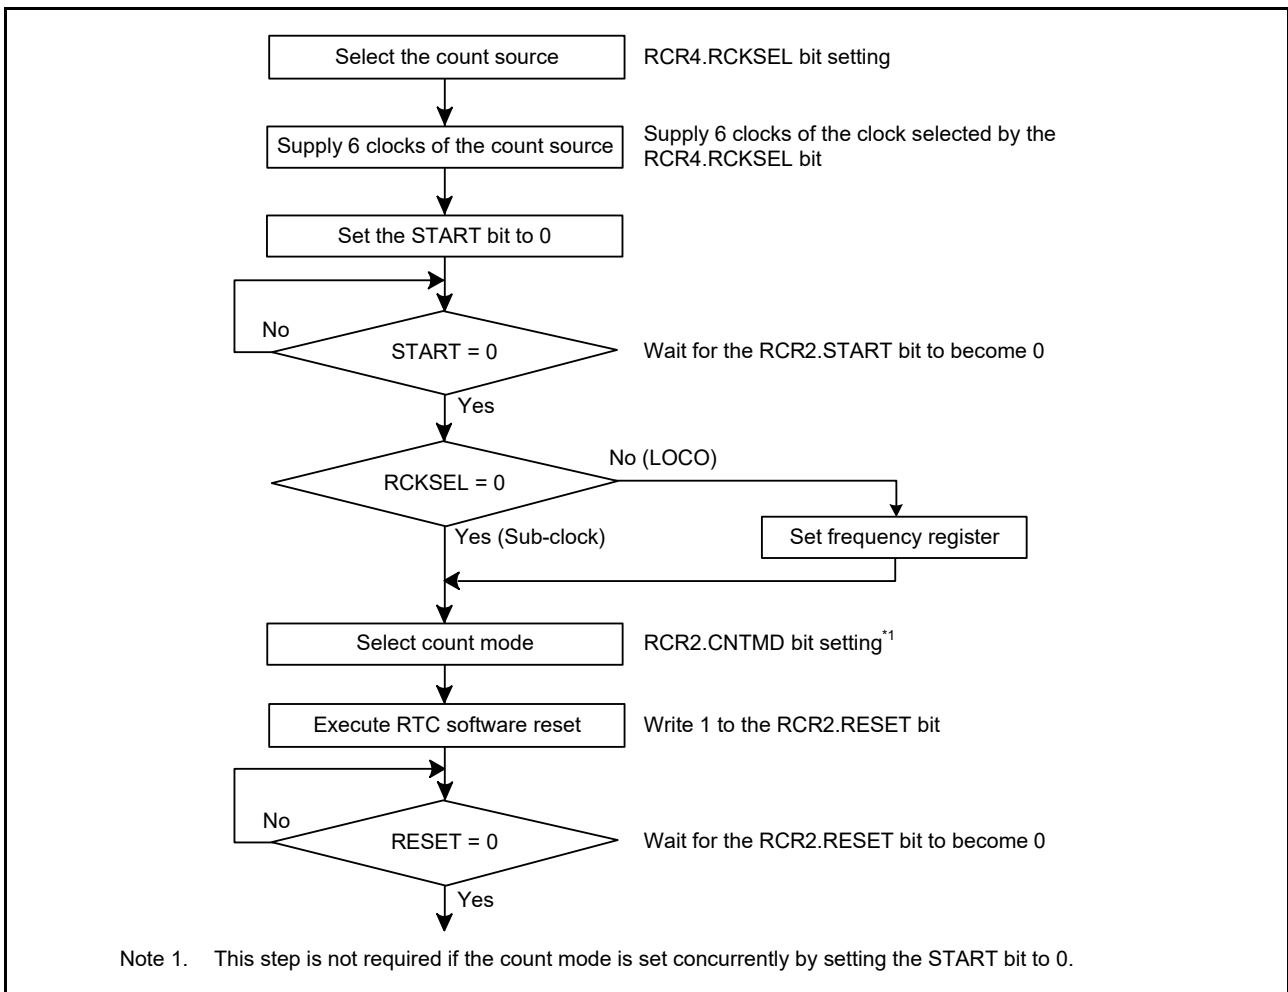 Select the count source
RCR4.RCKSEL bit setting
Supply 6 clocks of the count source
Supply 6 clocks of the clock selected by the
RCR4.RCKSEL bit
Set the START bit to 0
No
START = 0
Wait for the RCR2.START bit to become 0
Yes
No (LOCO)
RCKSEL = 0
Yes (Sub-clock)
Set frequency register
Select count mode
RCR2.CNTMD bit setting*1
Execute RTC software reset
Write 1 to the RCR2.RESET bit
No
RESET = 0
Wait for the RCR2.RESET bit to become 0
Yes
Note 1. This step is not required if the count mode is set concurrently by setting the START bit to 0.